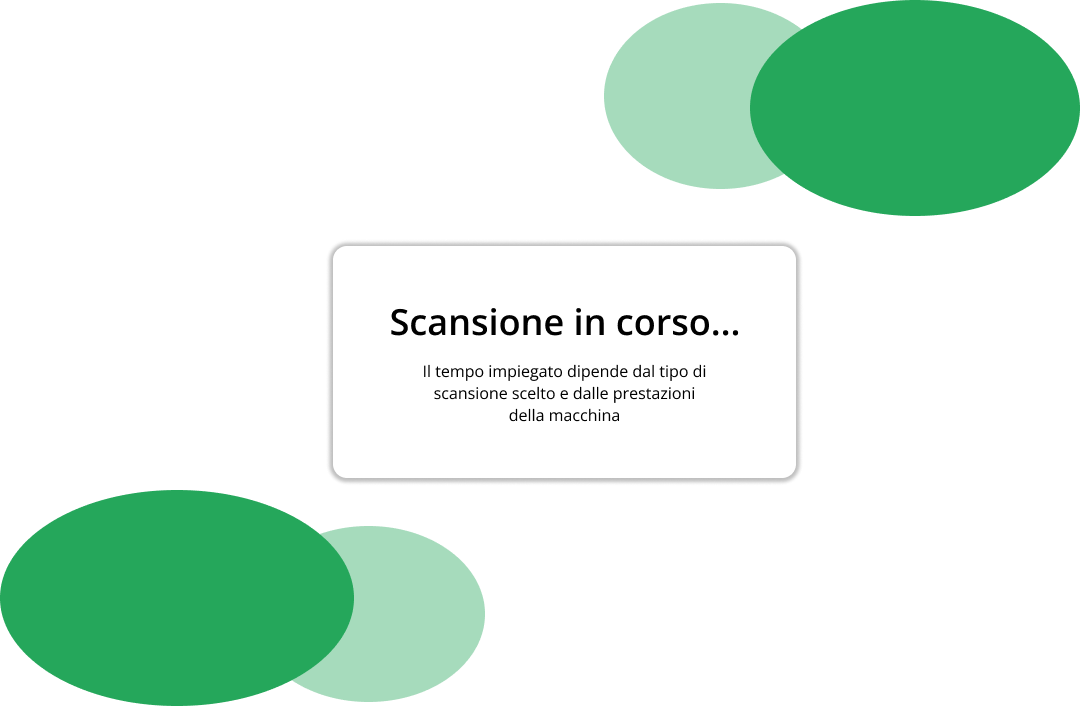 Scansione in corso...
Il tempo impiegato dipende dal tipo di
scansione scelto e dalle prestazioni
della macchina